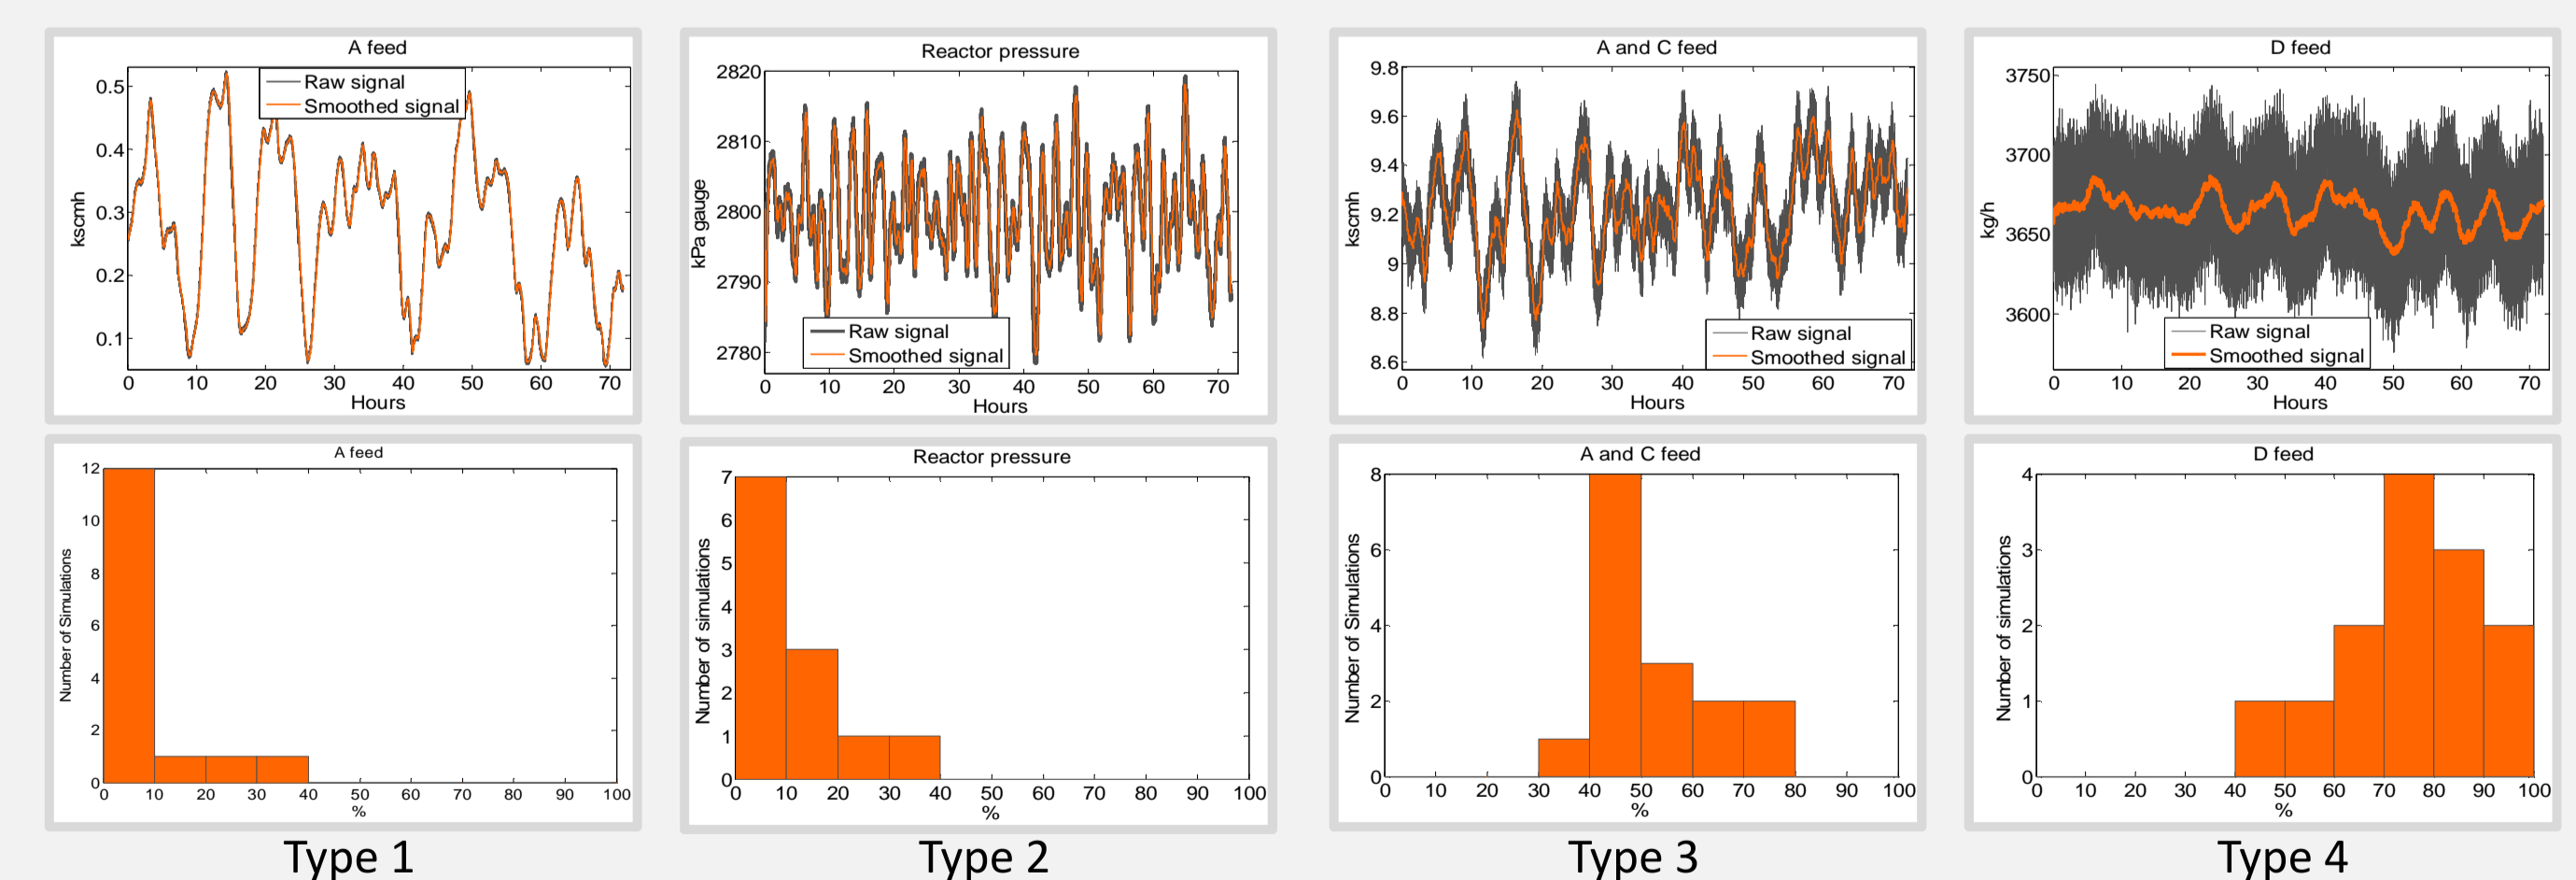 A feed
Raw signal
Smoothed signal
0.5
0.4
0.3
0.2
0.1
kscmh
0 10 20 30 40 50 60 70
Hours
Reactor pressure
2820
2810
2800
2790
2780
kPa gauge
Raw signal
Smoothed signal
0 10 20 30 40 50 60 70
Hours
A and C feed
9.8
9.6
9.4
9.2
9
8.8
8.6
kscmh
Raw signal
Smoothed signal
0 10 20 30 40 50 60 70
Hours
D feed
3750
3700
3650
3600
kg/h
Raw signal
Smoothed signal
0 10 20 30 40 50 60 70
Hours
A feed
12
10
8
6
4
2
0
Number of Simulations
0 10 20 30 40 50 60 70 80 90 100
%
Reactor pressure
7
6
5
4
3
2
1
0
Number of simulations
0 10 20 30 40 50 60 70 80 90 100
%
A and C feed
8
6
4
2
0
Number of Simulations
0 10 20 30 40 50 60 70 80 90 100
%
D feed
4
3
2
1
0
Number of simulations
0 10 20 30 40 50 60 70 80 90 100
%
Type 1
Type 2
Type 3
Type 4